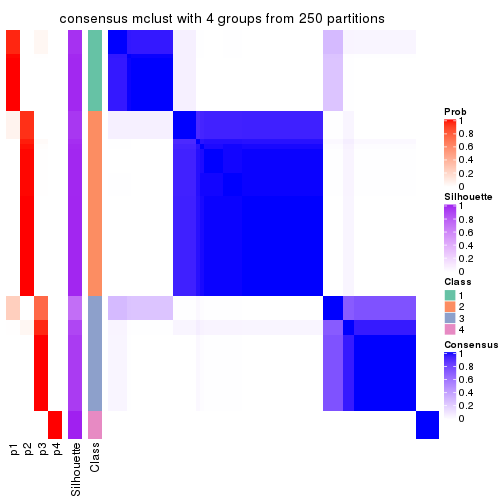 consensus mclust with 4 groups from 250 partitions
Prob
1
0.8
0.6
0.4
0.2
0
Silhouette
1
0.8
0.6
0.4
0.2
0
Class
1
2
3
4
Consensus
1
0.8
0.6
0.4
0.2
0
p1
p2
p3
p4
Silhouette
Class